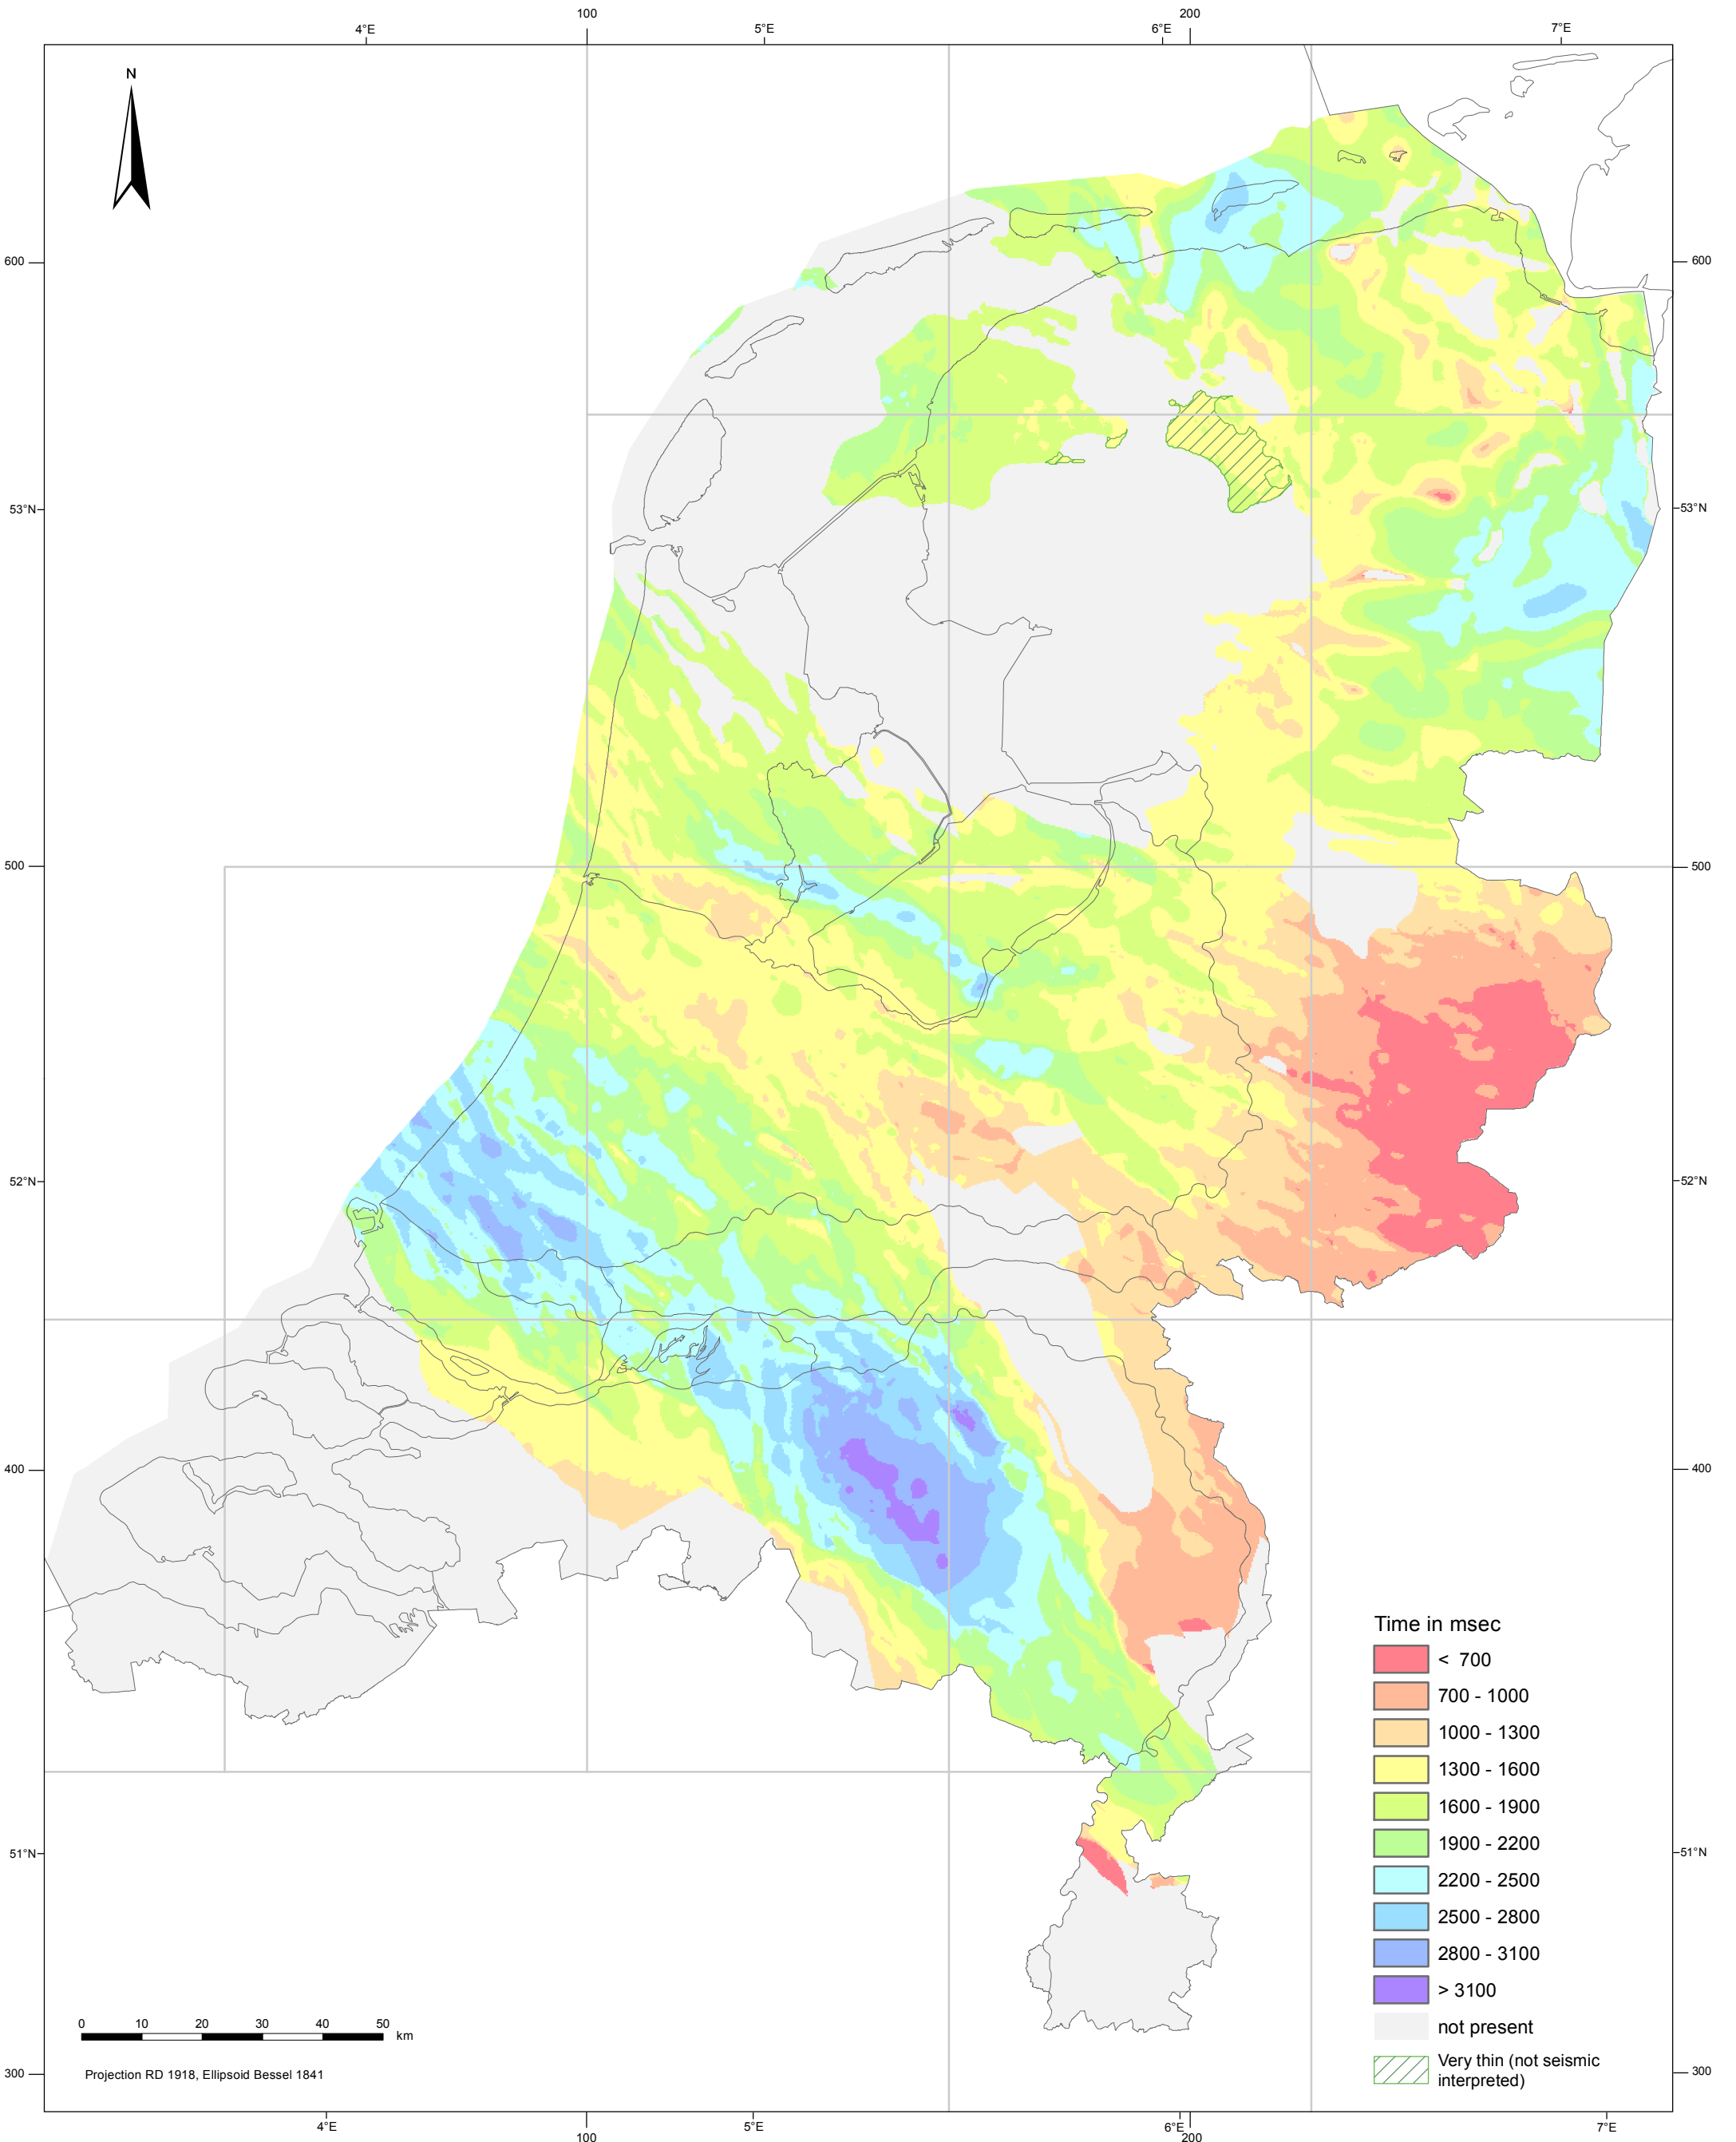 100 200
4°E 5°E 6°E 7°E
N
600 600
53°N 53°N
500 500
52°N 52°N
400 400
Time in msec
< 700
700 - 1000
1000 - 1300
1300 - 1600
1600 - 1900
1900 - 2200
2200 - 2500
2500 - 2800
2800 - 3100
> 3100
not present
Very thin (not seismic
interpreted)
51°N 51°N
0 10 20 30 40 50
km
Projection RD 1918, Ellipsoid Bessel 1841
300 300
4°E 5°E 6°E 7°E
100 200